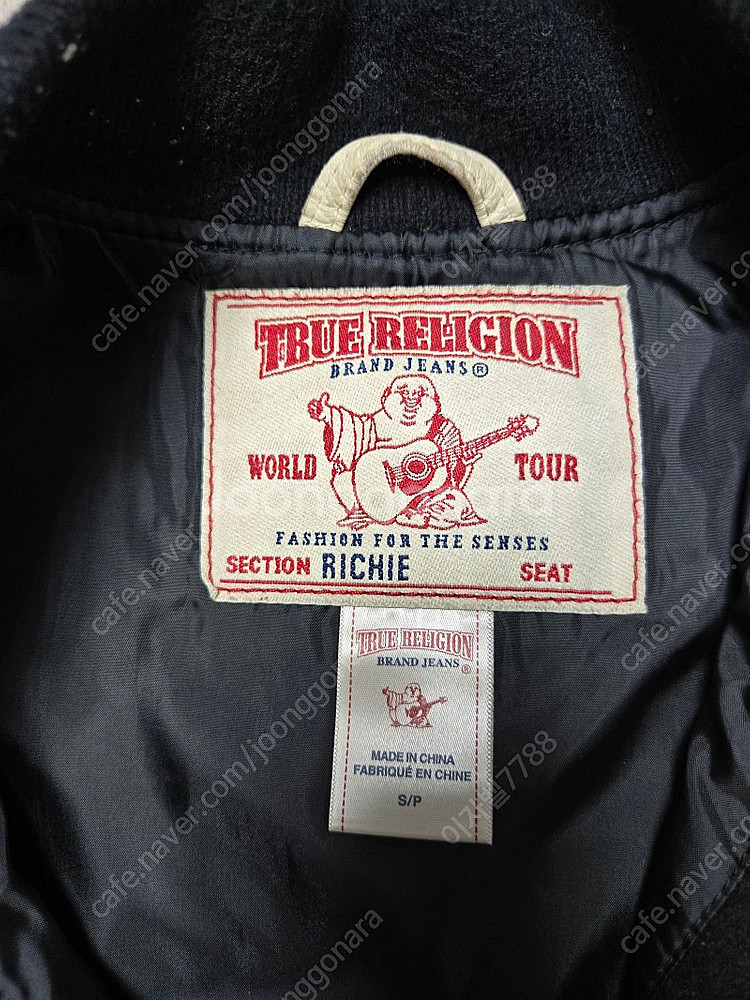 TRUE RELIGION
BRAND JEANS®
WORLD TOUR
FASHION FOR THE SENSES
SECTION RICHIE SEAT
TRUE RELIGION
BRAND JEANS®
MADE IN CHINA
FABRIQUÉ EN CHINE
S/P
cafe.naver.com/joonggonara
joonggonara